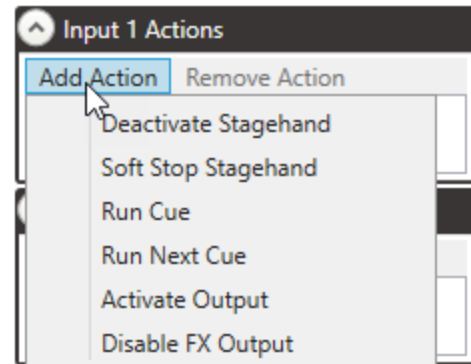 Input 1 Actions
Add Action Remove Action
Deactivate Stagehand
Soft Stop Stagehand
Run Cue
Run Next Cue
Activate Output
Disable FX Output